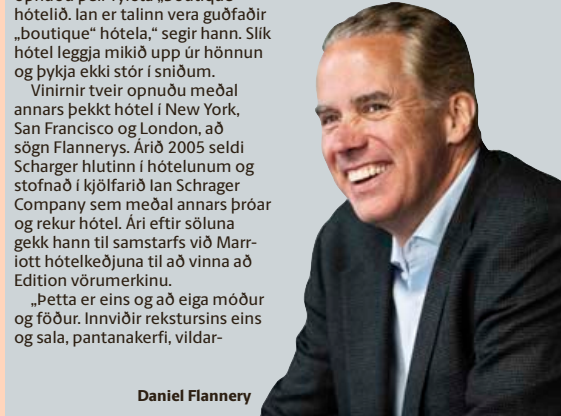 hótelið. Ian er talinn vera guðfaðir
„boutique“ hótela,“ segir hann. Slík
hótel leggja mikið upp úr hönnun
og þykja ekki stór í sniðum.
Vinirnir tveir opnuðu meðal
annars þekkt hótel í New York,
San Francisco og London, að
sögn Flannerys. Árið 2005 seldi
Scharger hlutinn í hótelunum og
stofnað í kjölfarið Ian Schrager
Company sem meðal annars þróar
og rekur hótel. Ári eftir söluna
gekk hann til samstarfs við Marr-
iott hótelkeðjuna til að vinna að
Edition vörumerkinu.
„Þetta er eins og að eiga móður
og föður. Innviðir rekstursins eins
og sala, pantanakerfi, vildar-
Daniel Flannery